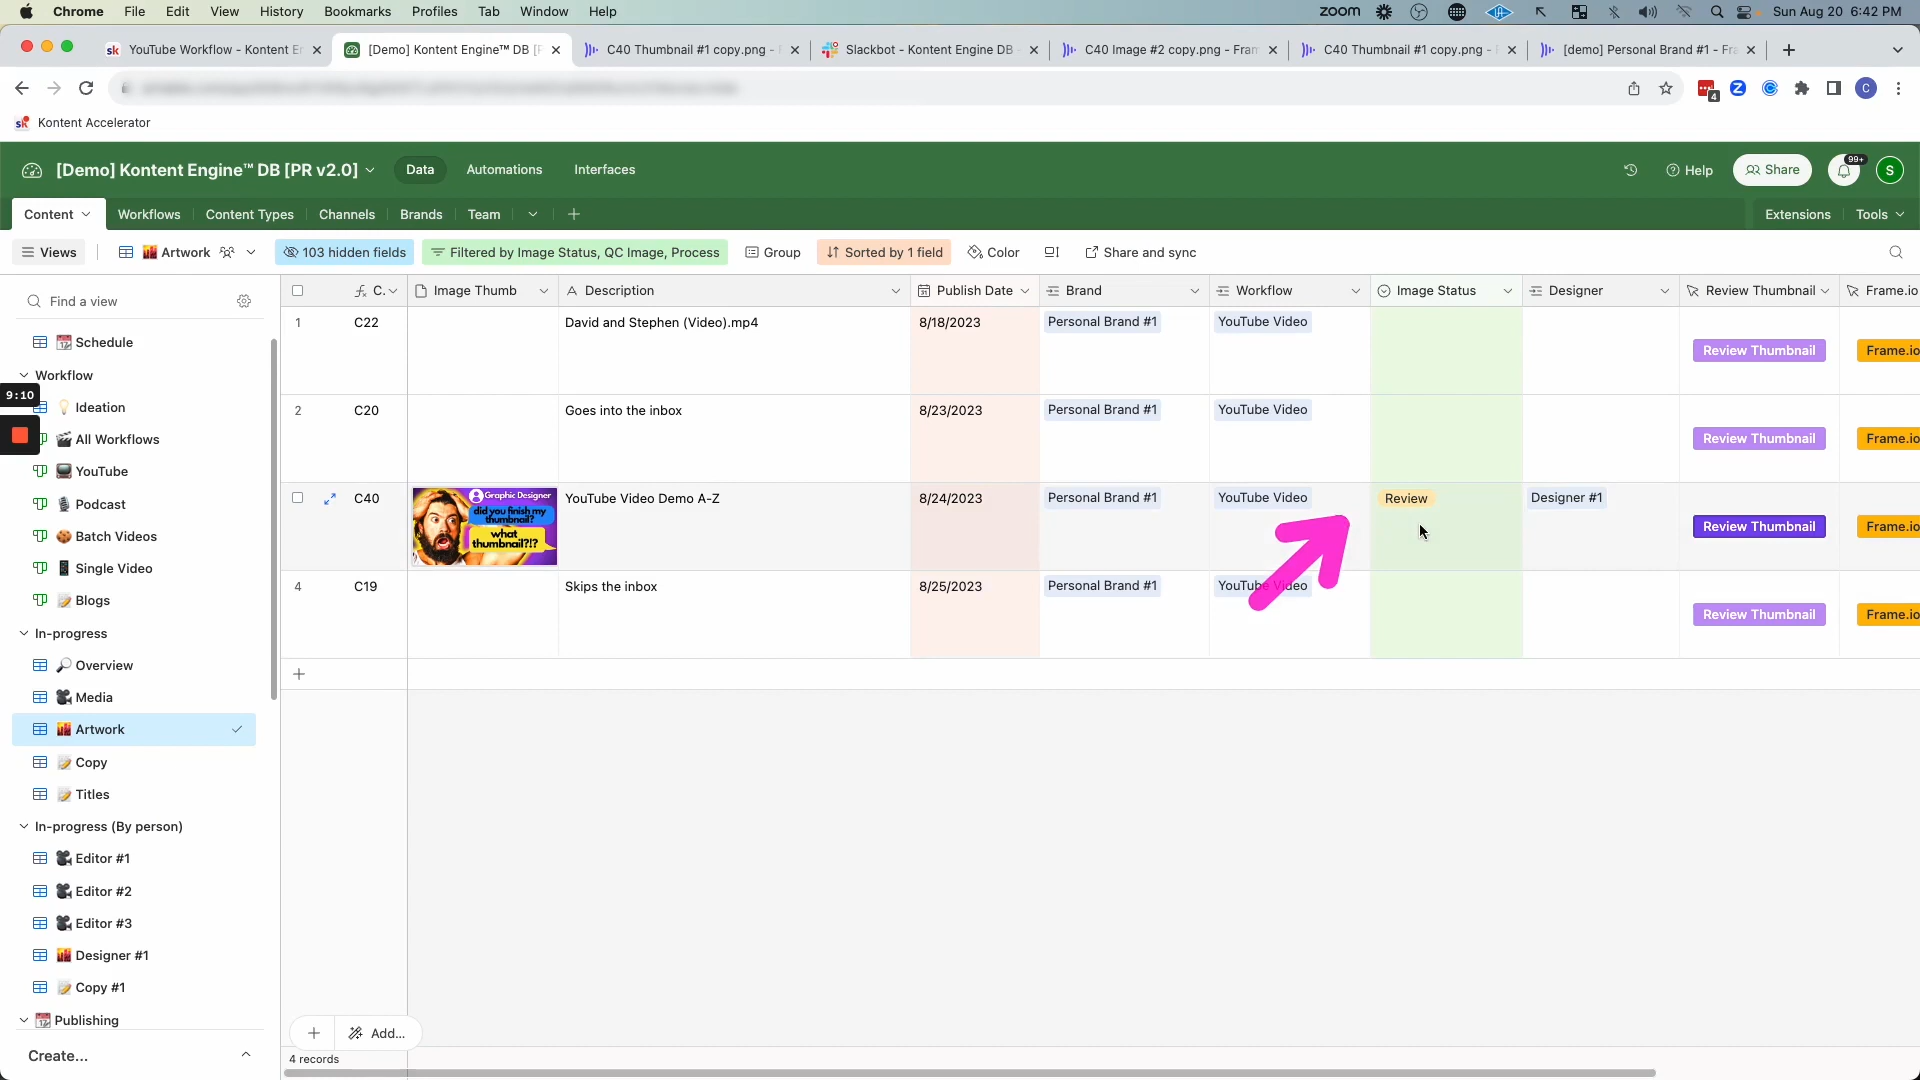 Chrome File Edit View History Bookmarks Profiles Tab Window Help zoom Sun Aug 20 6:42 PM
sk YouTube Workflow - Kontent Er [Demo] Kontent Engine™ DB [F C40 Thumbnail #1 copy.png - Slackbot - Kontent Engine DB C40 Image #2 copy.png - Fram C40 Thumbnail #1 copy.png - [demo] Personal Brand #1 - Fra
4 Z C
sk Kontent Accelerator
[Demo] Kontent Engine™ DB [PR v2.0] Data Automations Interfaces Help Share 99+ S
Content Workflows Content Types Channels Brands Team Extensions Tools
Views Artwork 103 hidden fields Filtered by Image Status, QC Image, Process Group Sorted by 1 field Color Share and sync
Find a view
C. Image Thumb Description Publish Date Brand Workflow Image Status Designer Review Thumbnail Frame.io
1 C22 David and Stephen (Video).mp4 8/18/2023 Personal Brand #1 YouTube Video Review Thumbnail Frame.io
2 C20 Goes into the inbox 8/23/2023 Personal Brand #1 YouTube Video Review Thumbnail Frame.io
C40 YouTube Video Demo A-Z 8/24/2023 Personal Brand #1 YouTube Video Review Designer #1 Review Thumbnail Frame.io
Graphic Designer
did you finish my
thumbnail?
what
thumbnail?!?
4 C19 Skips the inbox 8/25/2023 Personal Brand #1 YouTube Video Review Thumbnail Frame.io
Schedule
Workflow
9:10
Ideation
All Workflows
YouTube
Podcast
Batch Videos
Single Video
Blogs
In-progress
Overview
Media
Artwork
Copy
Titles
In-progress (By person)
Editor #1
Editor #2
Editor #3
Designer #1
Copy #1
Publishing
Create...
Add...
4 records